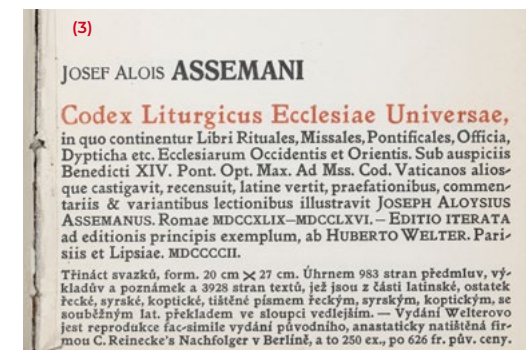 (3)
JOSEF ALOIS ASSEMANI
Codex Liturgicus Ecclesiae Universae,
in quo continentur Libri Rituales, Missales, Pontificales, Officia,
Dypticha etc. Ecclesiarum Occidentis et Orientis. Sub auspiciis
Benedicti XIV. Pont. Opt. Max. Ad Mss. Cod. Vaticanos alios-
que castigavit, recensuit, latine vertit, praefationibus, commen-
tariis & variantibus lectionibus illustravit JOSEPH ALOYSIUS
ASSEMANUS. Romae MDCCXLIX–MDCCLXVI. – EDITIO ITERATA
ad editionis principis exemplum, ab HUBERTO WELTER. Pari-
siis et Lipsiae. MDCCCCII.
Třináct svazků, form. 20 cm × 27 cm. Úhrnem 983 stran předmluv, vý-
kladův a poznámek a 3928 stran textů, jež jsou z části latinské, ostatek
řecké, syrské, koptické, tištěné písmem řeckým, syrským, koptickým, se
souběžným lat. překladem ve sloupci vedlejším. — Vydání Welterovo
jest reprodukce fac-simile vydání původního, anastaticky natištěná fir-
mou C. Reinecke's Nachfolger v Berlíně, a to 250 ex., po 626 fr. pův. ceny.